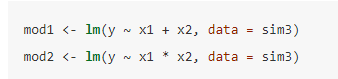 mod1 <- lm(y ~ x1 + x2, data = sim3)
mod2 <- lm(y ~ x1 * x2, data = sim3)